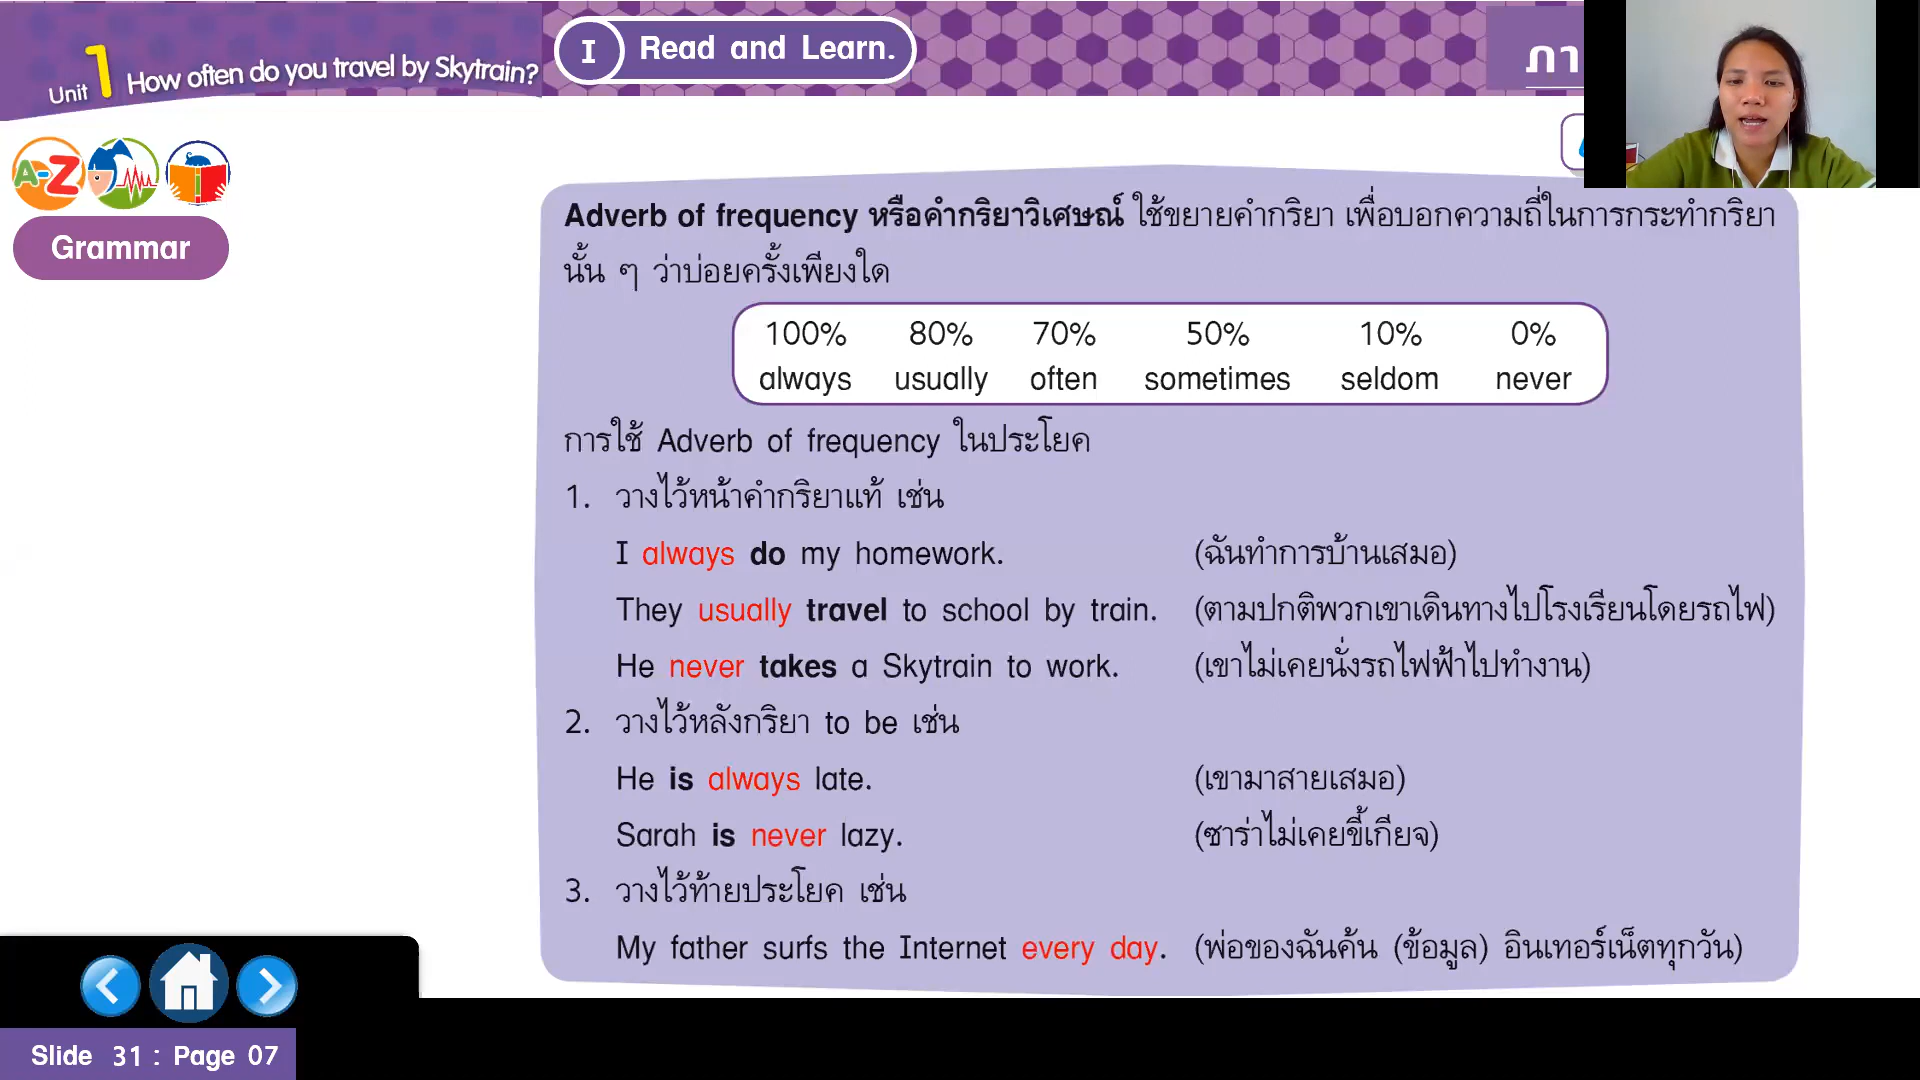 Unit 1 How often do you travel by Skytrain?
I Read and Learn.
ภา
A-Z
Grammar
Adverb of frequency หรือคำกริยาวิเศษณ์ ใช้ขยายคำกริยา เพื่อบอกความถี่ในการกระทำกริยา
นั้น ๆ ว่าบ่อยครั้งเพียงใด
100% 80% 70% 50% 10% 0%
always usually often sometimes seldom never
การใช้ Adverb of frequency ในประโยค
1. วางไว้หน้าคำกริยาแท้ เช่น
I always do my homework. (ฉันทำการบ้านเสมอ)
They usually travel to school by train. (ตามปกติพวกเขาเดินทางไปโรงเรียนโดยรถไฟ)
He never takes a Skytrain to work. (เขาไม่เคยนั่งรถไฟฟ้าไปทำงาน)
2. วางไว้หลังกริยา to be เช่น
He is always late. (เขามาสายเสมอ)
Sarah is never lazy. (ซาร่าไม่เคยขี้เกียจ)
3. วางไว้ท้ายประโยค เช่น
My father surfs the Internet every day. (พ่อของฉันค้น (ข้อมูล) อินเทอร์เน็ตทุกวัน)
Slide 31 : Page 07